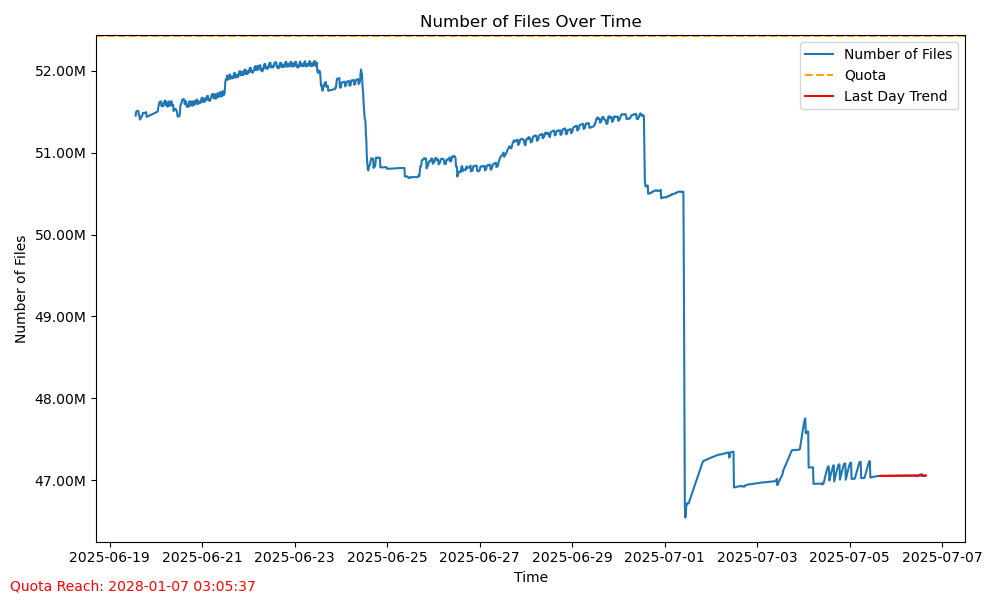 Number of Files Over Time
Number of Files
Quota
Last Day Trend
52.00M
51.00M
50.00M
49.00M
48.00M
47.00M
Number of Files
2025-06-19 2025-06-21 2025-06-23 2025-06-25 2025-06-27 2025-06-29 2025-07-01 2025-07-03 2025-07-05 2025-07-07
Time
Quota Reach: 2028-01-07 03:05:37